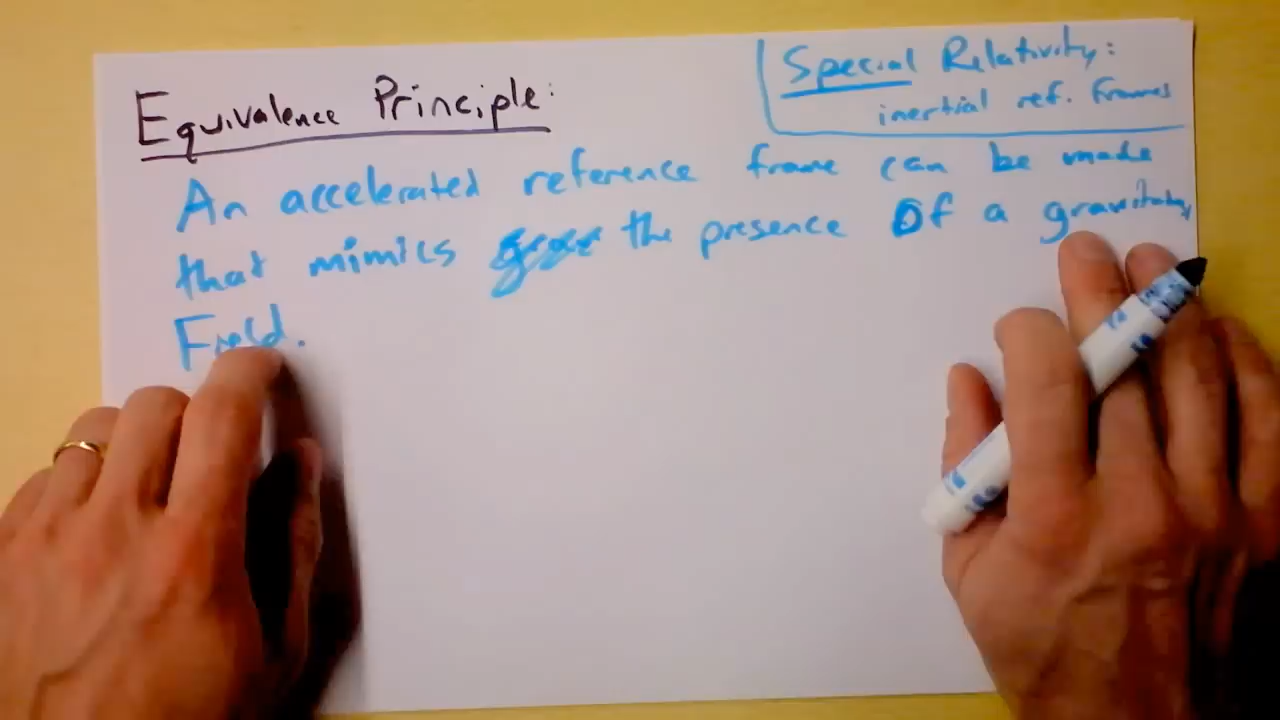 Equivalence Principle:
Special Relativity:
inertial ref. frames
An accelerated reference frame can be made
that mimics the presence of a
Field.